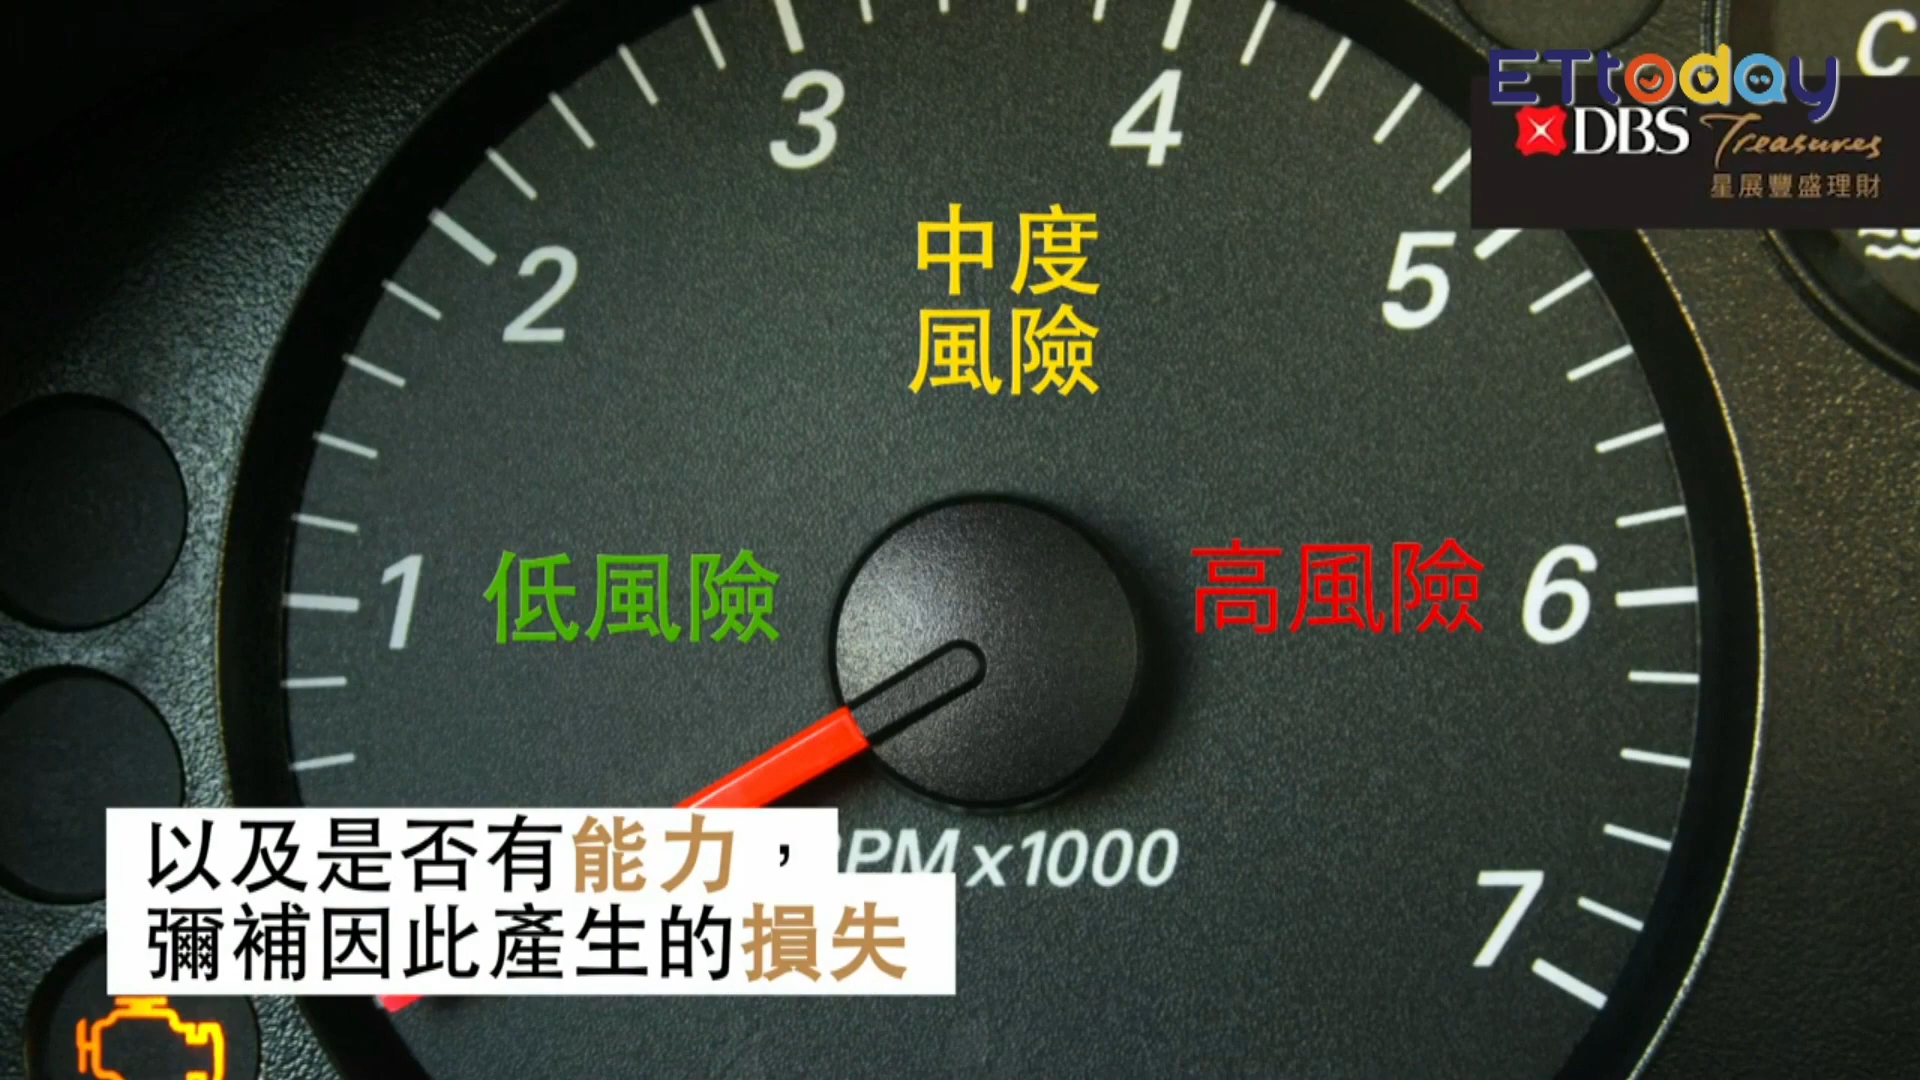 ETtoday
C
DBS Treasures
星展豐盛理財
3
4
2
5
中度
風險
1
低風險
高風險
6
以及是否有能力，
PM x1000
彌補因此產生的損失
7